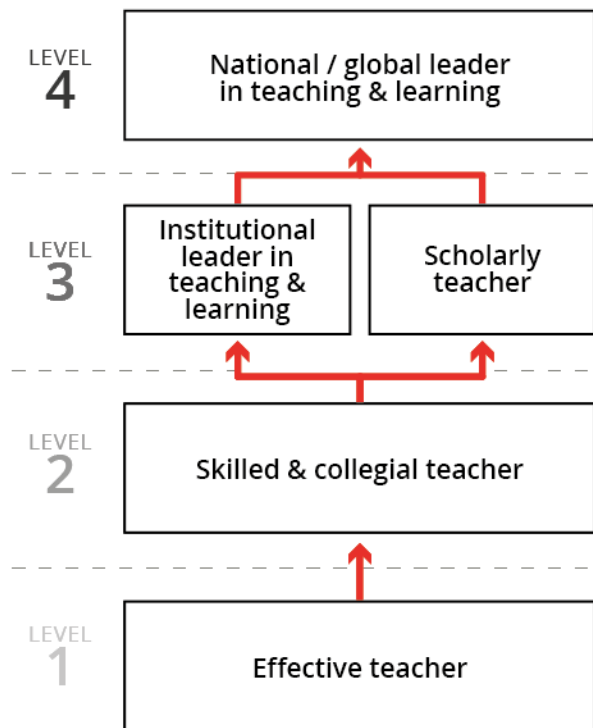 LEVEL
4
National / global leader
in teaching & learning
LEVEL
3
Institutional
leader in
teaching &
learning
Scholarly
teacher
LEVEL
2
Skilled & collegial teacher
LEVEL
1
Effective teacher